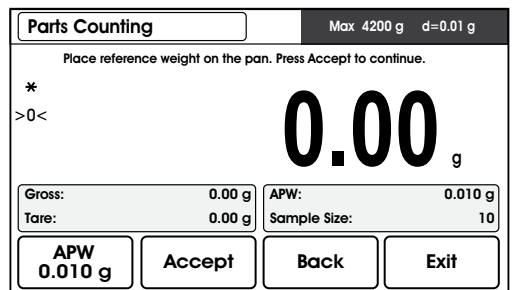 Parts Counting Max 4200 g d=0.01 g
Place reference weight on the pan. Press Accept to continue.
*
>0<
0.00 g
Gross: 0.00 g APW: 0.010 g
Tare: 0.00 g Sample Size: 10
APW Accept Back Exit
0.010 g